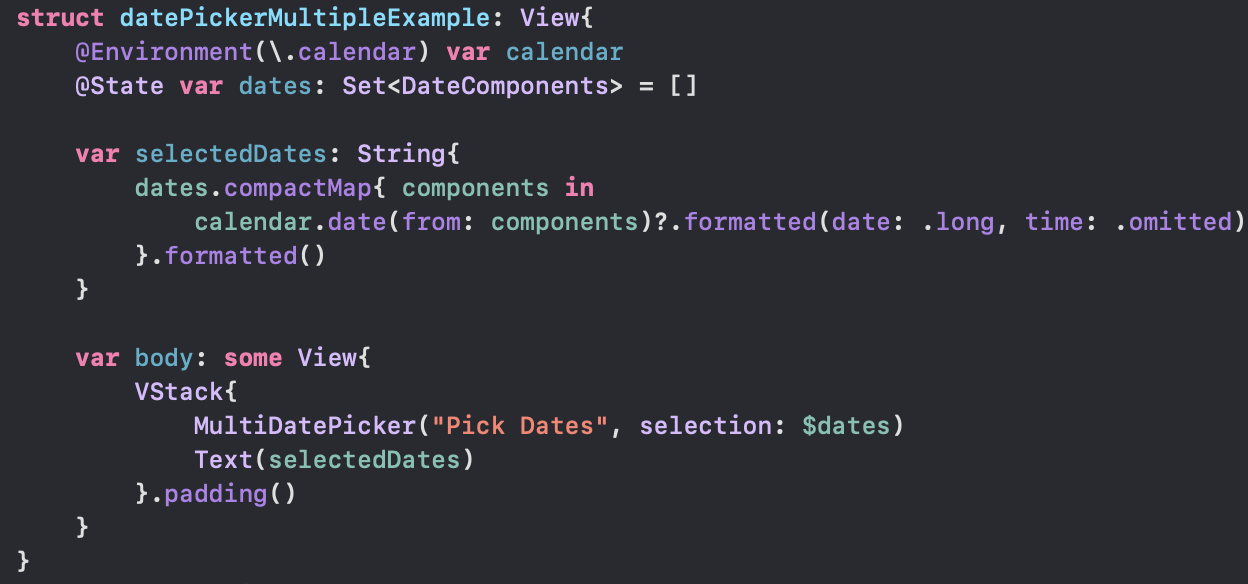 struct datePickerMultipleExample: View{
    @Environment(\.calendar) var calendar
    @State var dates: Set<DateComponents> = []

    var selectedDates: String{
        dates.compactMap{ components in
            calendar.date(from: components)?.formatted(date: .long, time: .omitted)
        }.formatted()
    }

    var body: some View{
        VStack{
            MultiDatePicker("Pick Dates", selection: $dates)
            Text(selectedDates)
        }.padding()
    }
}